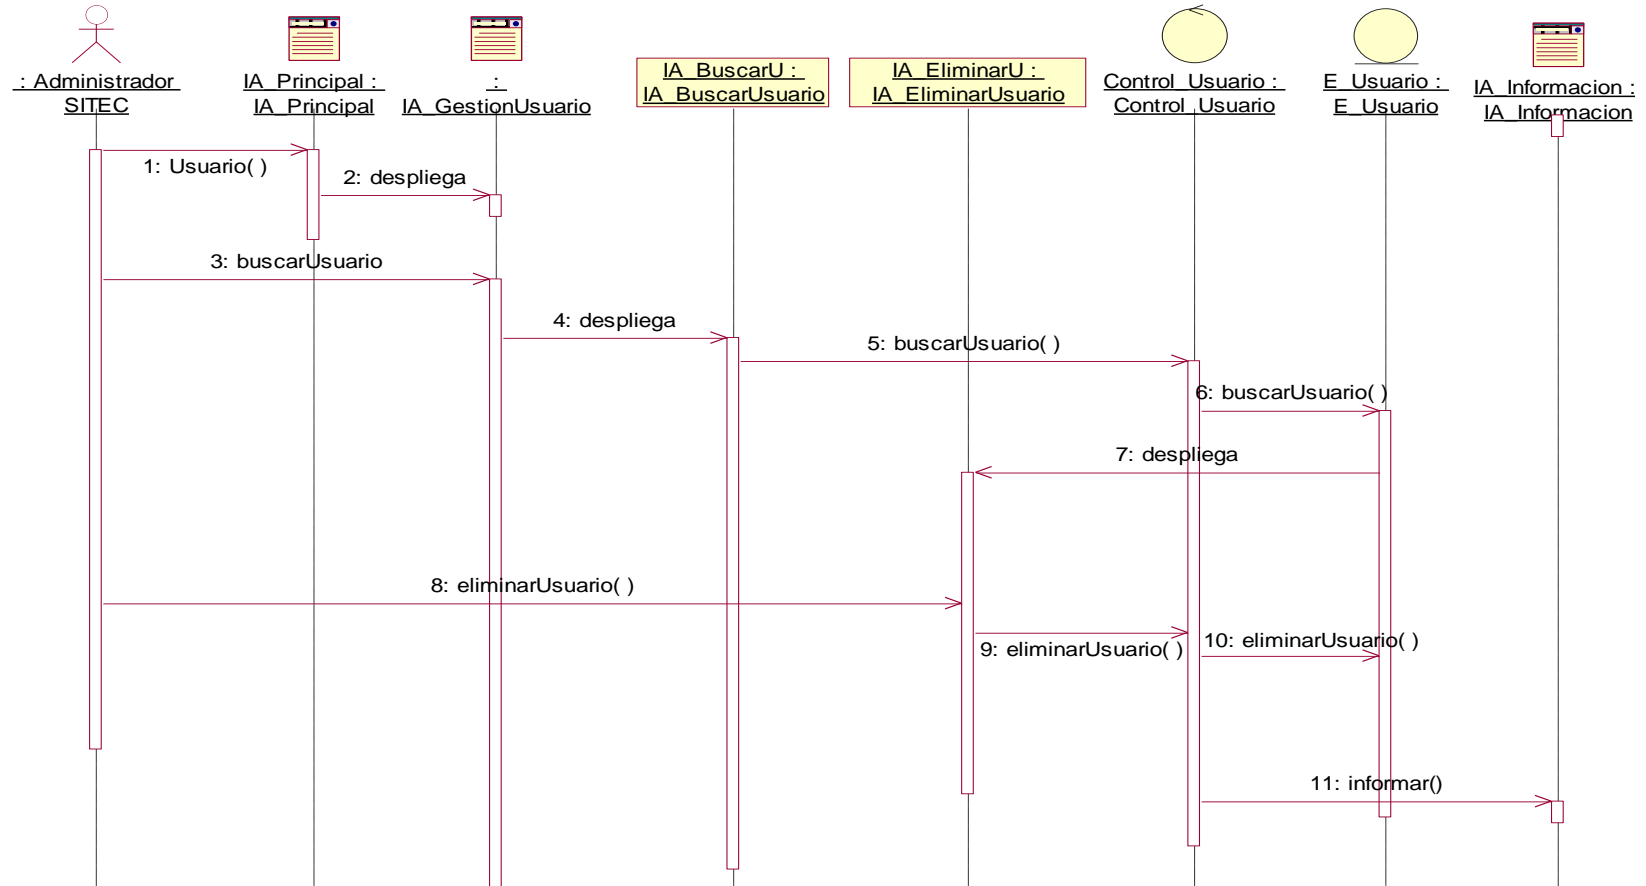 : Administrador
SITEC
IA_Principal :
IA_Principal
:
IA_GestionUsuario
IA_BuscarU :
IA_BuscarUsuario
IA_EliminarU :
IA_EliminarUsuario
Control_Usuario :
Control_Usuario
E_Usuario :
E_Usuario
IA_Informacion :
IA_Informacion
1: Usuario( )
2: despliega
3: buscarUsuario
4: despliega
5: buscarUsuario( )
6: buscarUsuario( )
7: despliega
8: eliminarUsuario( )
9: eliminarUsuario( )
10: eliminarUsuario( )
11: informar()